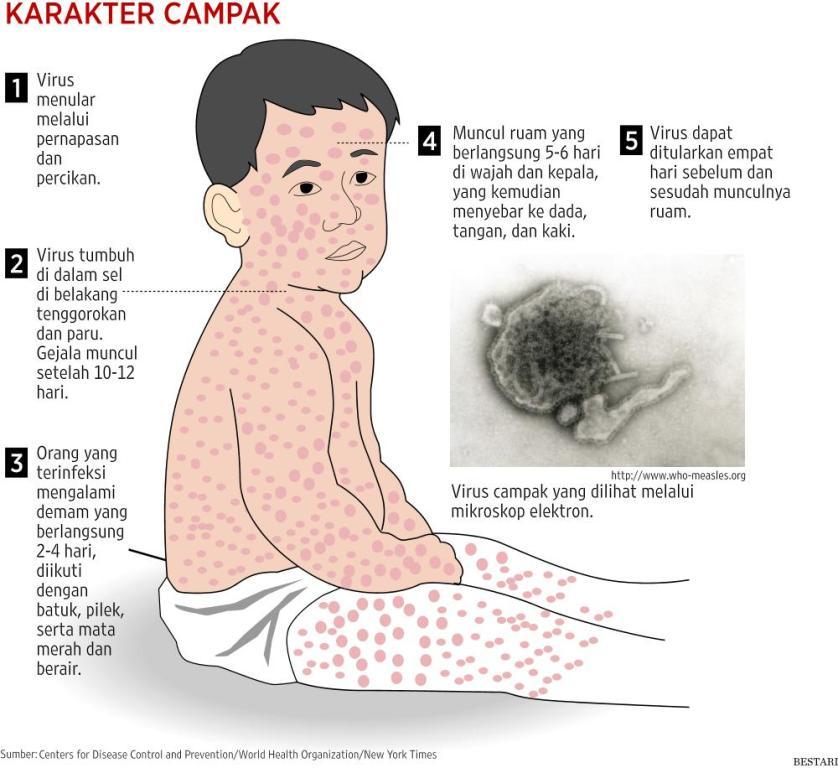 KARAKTER CAMPAK
1
Virus
menular
melalui
pernapasan
dan
percikan.
2
Virus tumbuh
di dalam sel
di belakang
tenggorokan
dan paru.
Gejala muncul
setelah 10-12
hari.
3
Orang yang
terinfeksi
mengalami
demam yang
berlangsung
2-4 hari,
diikuti
dengan
batuk, pilek,
serta mata
merah dan
berair.
4
Muncul ruam yang
berlangsung 5-6 hari
di wajah dan kepala,
yang kemudian
menyebar ke dada,
tangan, dan kaki.
5
Virus dapat
ditularkan empat
hari sebelum dan
sesudah munculnya
ruam.
http://www.who-measles.org
Virus campak yang dilihat melalui
mikroskop elektron.
Sumber: Centers for Disease Control and Prevention/World Health Organization/New York Times
BESTARI